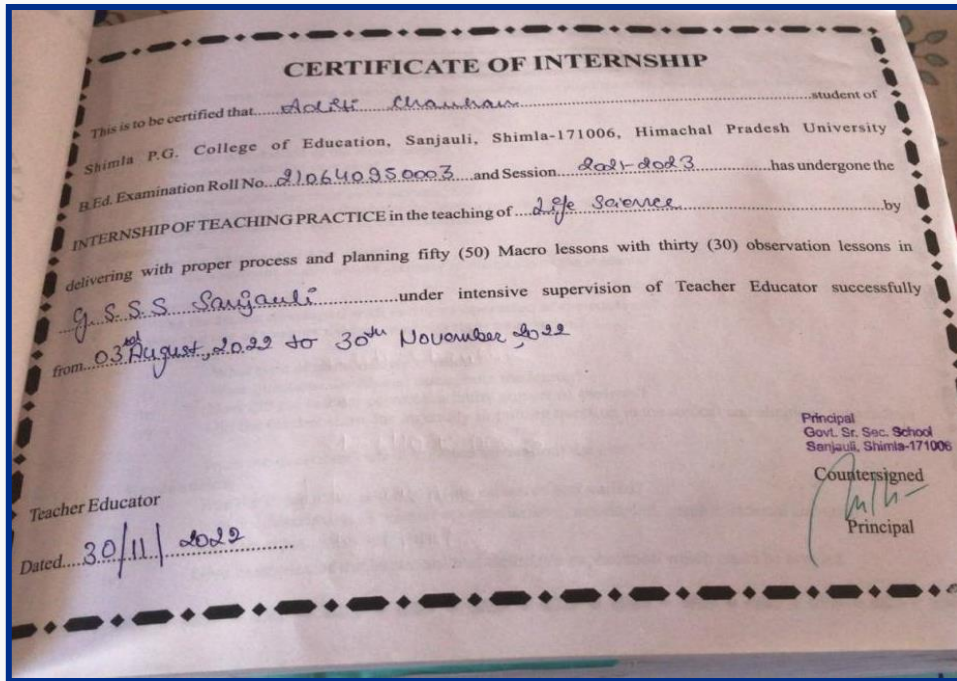 CERTIFICATE OF INTERNSHIP
This is to be certified that......Aditi Chauhan......student of
Shimla P.G. College of Education, Sanjauli, Shimla-171006, Himachal Pradesh University
B.Ed. Examination Roll No...210640950003...and Session......2021-2023......has undergone the
INTERNSHIP OF TEACHING PRACTICE in the teaching of......Life Science......by
delivering with proper process and planning fifty (50) Macro lessons with thirty (30) observation lessons in
G.S.S.S Sanjauli......under intensive supervision of Teacher Educator successfully
from...03 August, 2022 to 30th November, 2022
Principal
Govt. Sr. Sec. School
Sanjauli, Shimla-171006
Countersigned
Principal
Teacher Educator
Dated....30/11/2022......